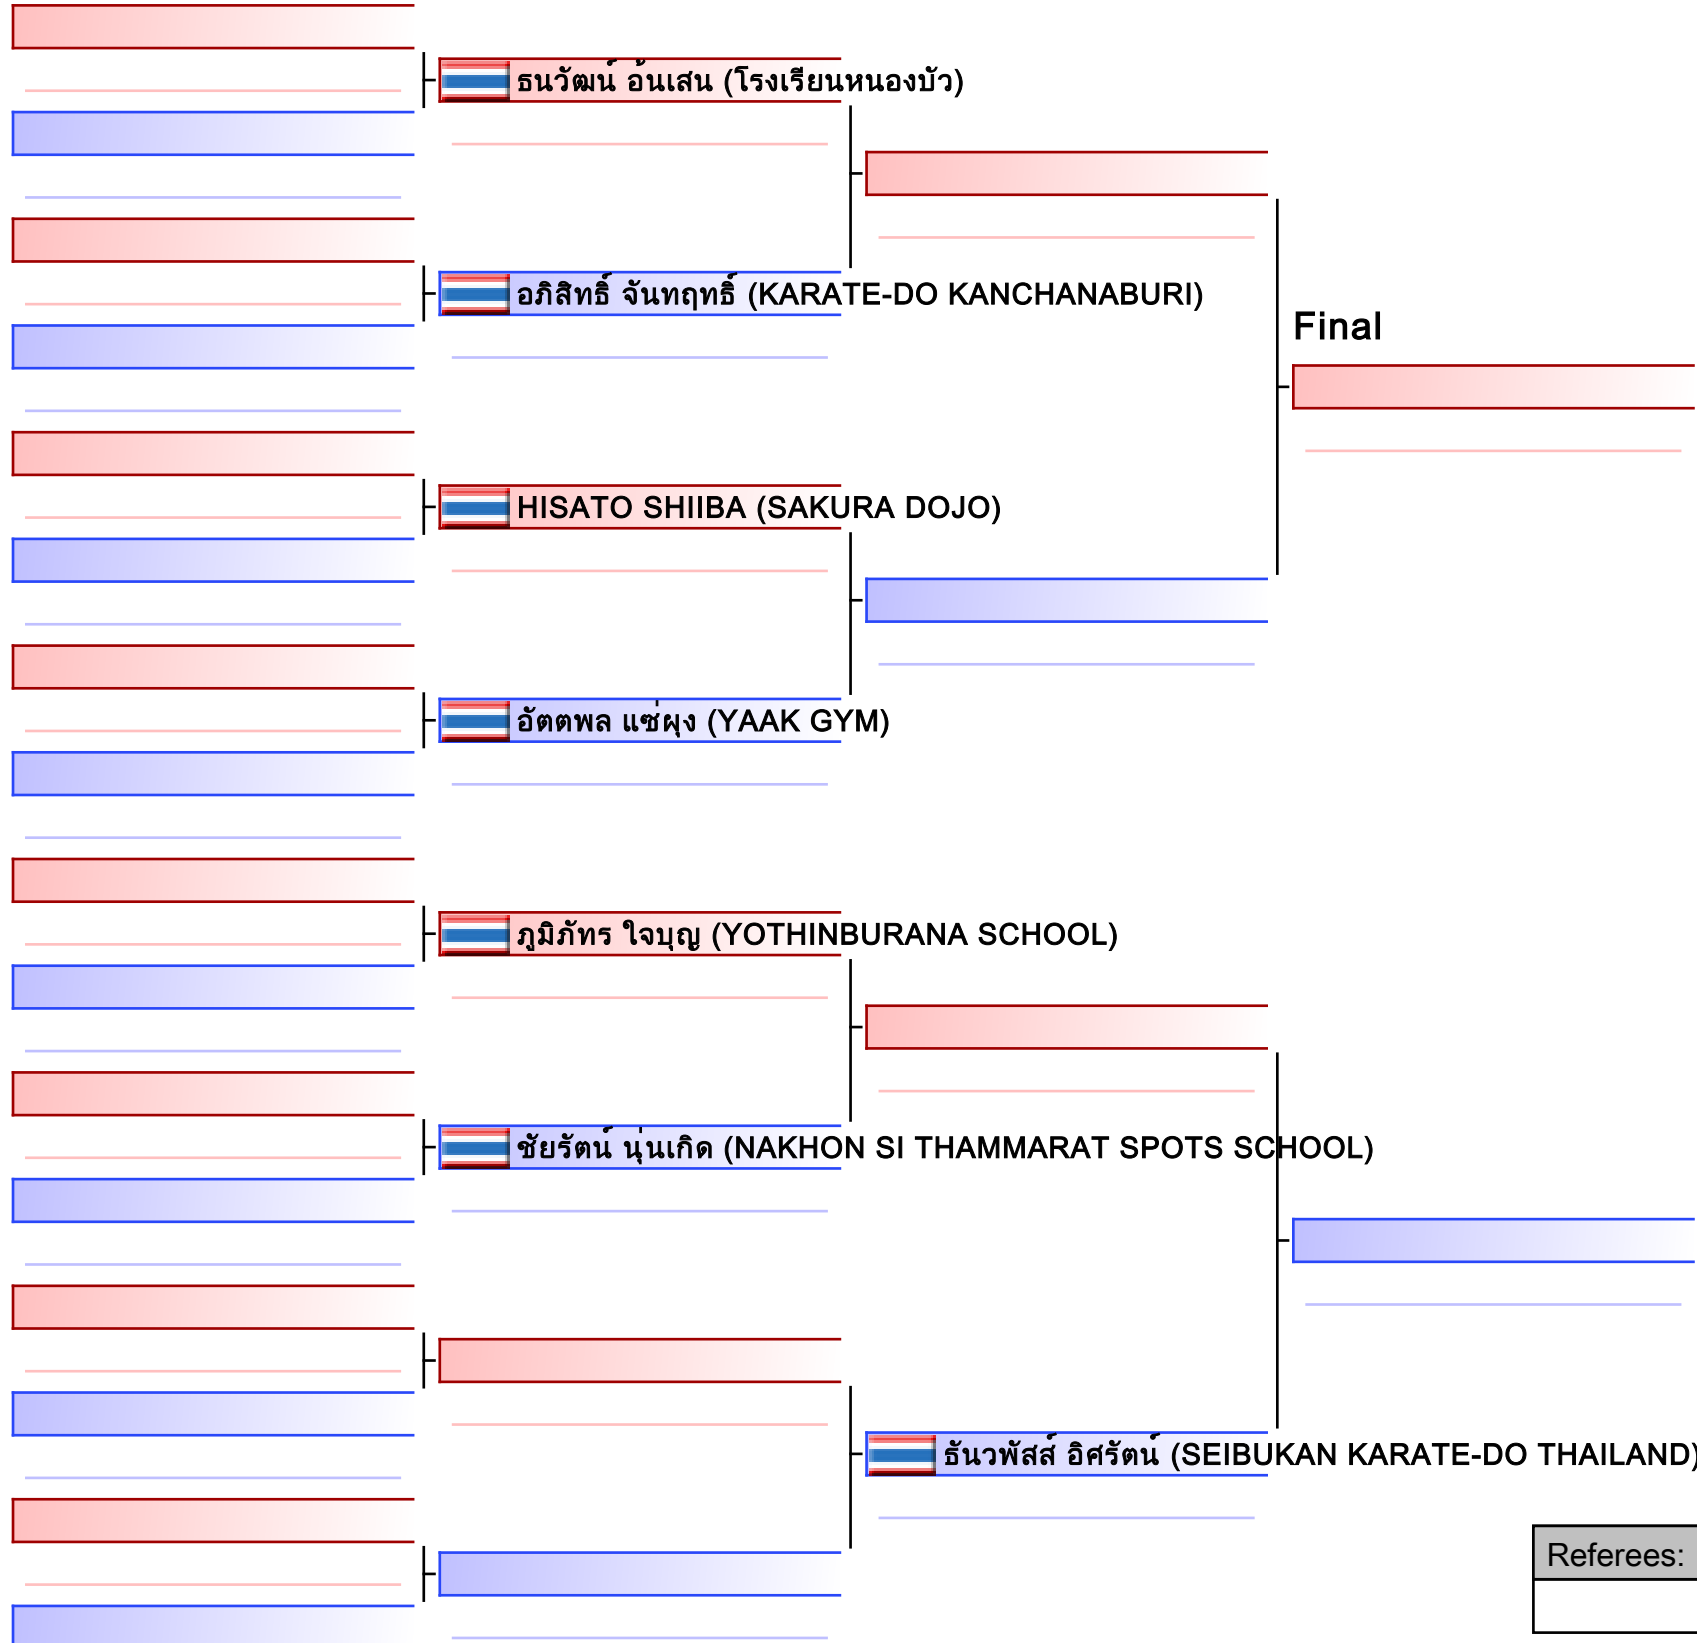 ธนวัฒน์ อ้นเสน (โรงเรียนหนองบัว)
อภิสิทธิ์ จันทฤทธิ์ (KARATE-DO KANCHANABURI)
Final
HISATO SHIIBA (SAKURA DOJO)
อัตตพล แซ่ผุง (YAAK GYM)
ภูมิภัทร ใจบุญ (YOTHINBURANA SCHOOL)
ชัยรัตน์ นุ่นเกิด (NAKHON SI THAMMARAT SPOTS SCHOOL)
ธันวพัสส์ อิศรัตน์ (SEIBUKAN KARATE-DO THAILAND)
Referees: